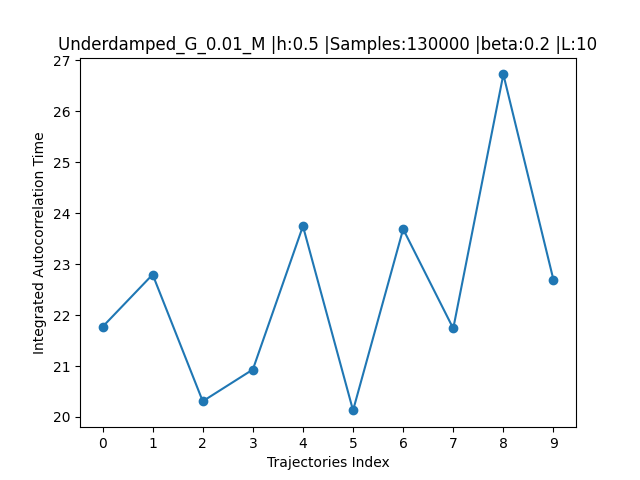 Underdamped_G_0.01_M |h:0.5 |Samples:130000 |beta:0.2 |L:10
27
26
25
24
23
22
21
20
Integrated Autocorrelation Time
0 1 2 3 4 5 6 7 8 9
Trajectories Index